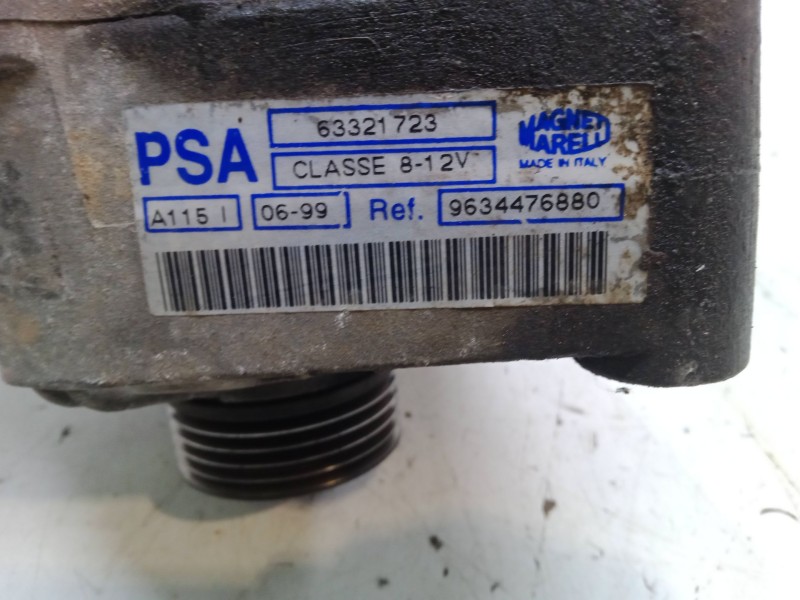 PSA
63321723
CLASSE 8-12V
MAGNETI
MARELLI
MADE IN ITALY
A115 I
06-99
Ref. 9634476880